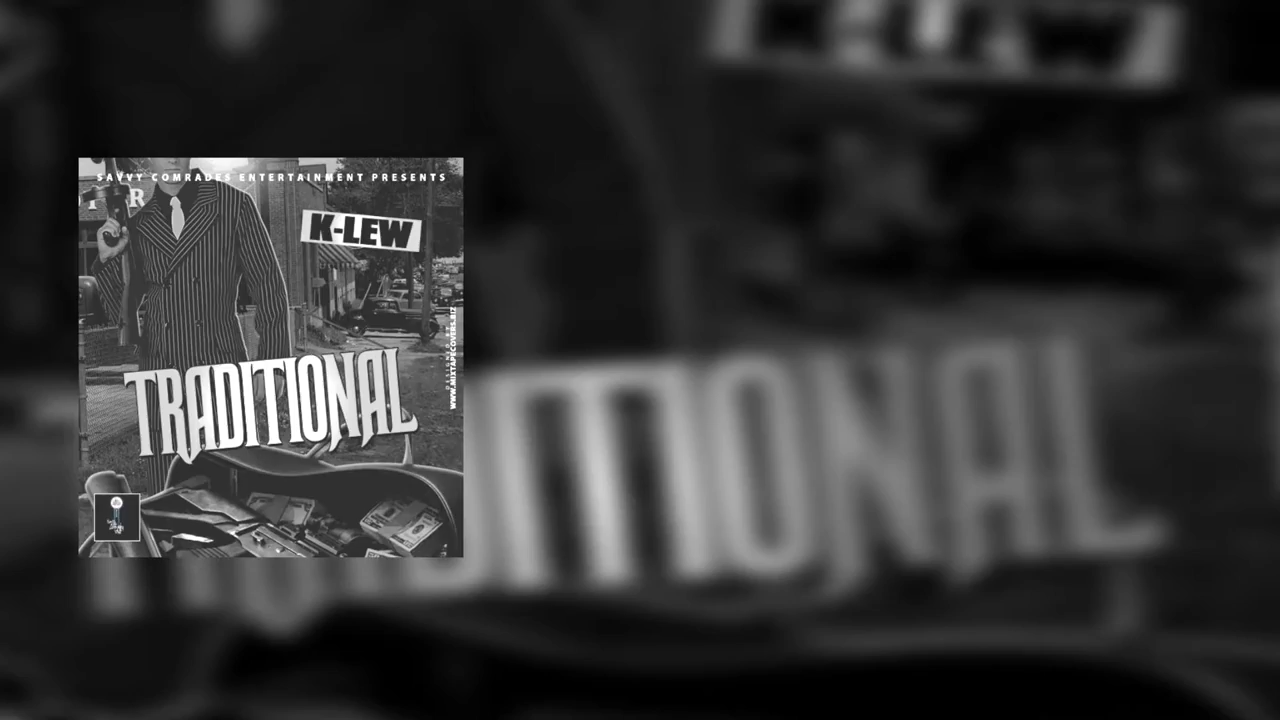 SAVVY COMRADES ENTERTAINMENT PRESENTS
K-LEW
TRADITIONAL
WWW.MIXTAPECOVERS.BIZ